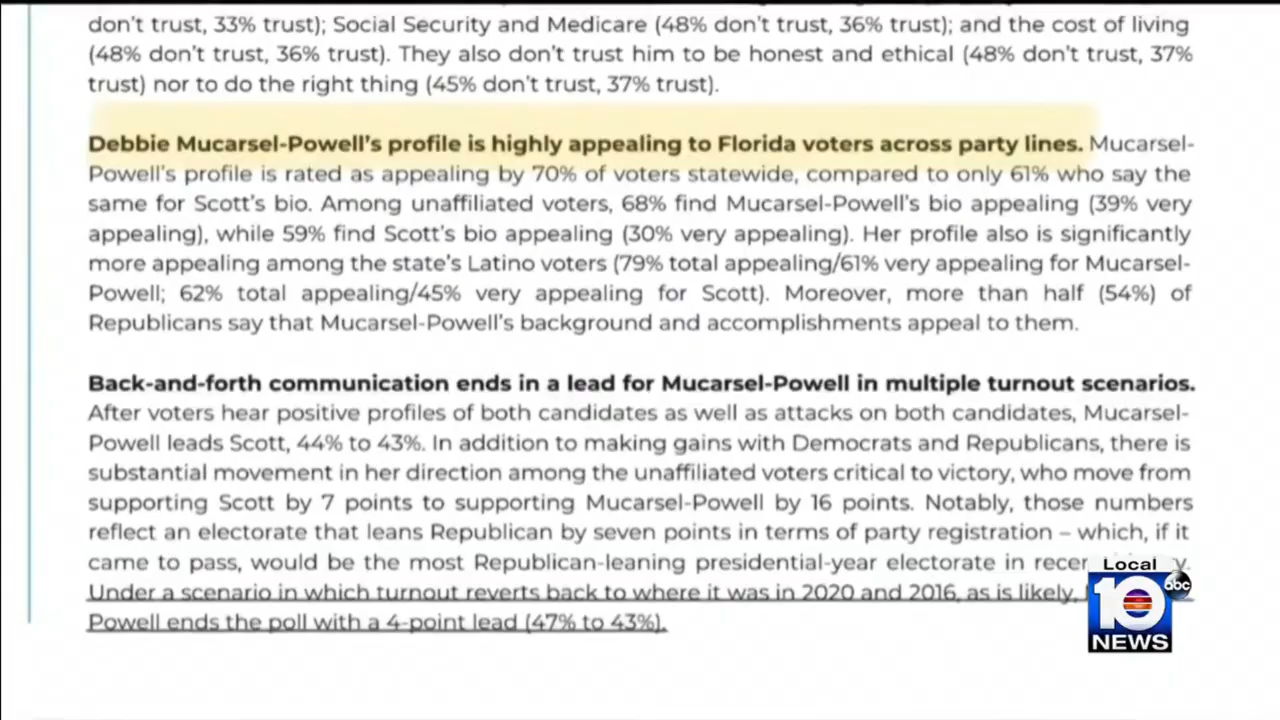 don't trust, 33% trust); Social Security and Medicare (48% don't trust, 36% trust); and the cost of living
(48% don't trust, 36% trust). They also don't trust him to be honest and ethical (48% don't trust, 37%
trust) nor to do the right thing (45% don't trust, 37% trust).
Debbie Mucarsel-Powell's profile is highly appealing to Florida voters across party lines. Mucarsel-
Powell's profile is rated as appealing by 70% of voters statewide, compared to only 61% who say the
same for Scott's bio. Among unaffiliated voters, 68% find Mucarsel-Powell's bio appealing (39% very
appealing), while 59% find Scott's bio appealing (30% very appealing). Her profile also is significantly
more appealing among the state's Latino voters (79% total appealing/61% very appealing for Mucarsel-
Powell; 62% total appealing/45% very appealing for Scott). Moreover, more than half (54%) of
Republicans say that Mucarsel-Powell's background and accomplishments appeal to them.
Back-and-forth communication ends in a lead for Mucarsel-Powell in multiple turnout scenarios.
After voters hear positive profiles of both candidates as well as attacks on both candidates, Mucarsel-
Powell leads Scott, 44% to 43%. In addition to making gains with Democrats and Republicans, there is
substantial movement in her direction among the unaffiliated voters critical to victory, who move from
supporting Scott by 7 points to supporting Mucarsel-Powell by 16 points. Notably, those numbers
reflect an electorate that leans Republican by seven points in terms of party registration – which, if it
came to pass, would be the most Republican-leaning presidential-year electorate in
Under a scenario in which turnout reverts back to where it was in 2020 and 2016, as is likely,
Powell ends the poll with a 4-point lead (47% to 43%).
Local
10
abc
NEWS